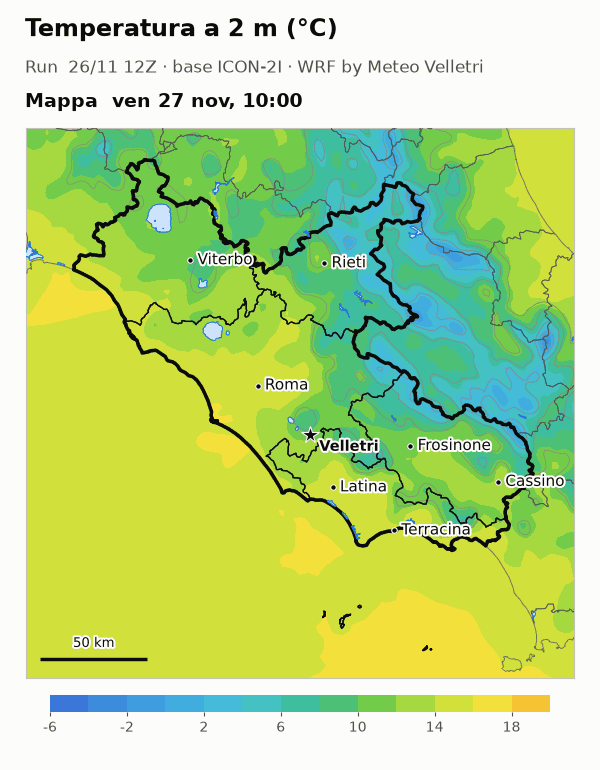 Temperatura a 2 m (°C)
Run  26/11 12Z · base ICON-2I · WRF by Meteo Velletri
Mappa  ven 27 nov, 10:00
Viterbo
Rieti
Roma
Velletri
Frosinone
Cassino
Latina
Terracina
50 km
-6 -2 2 6 10 14 18